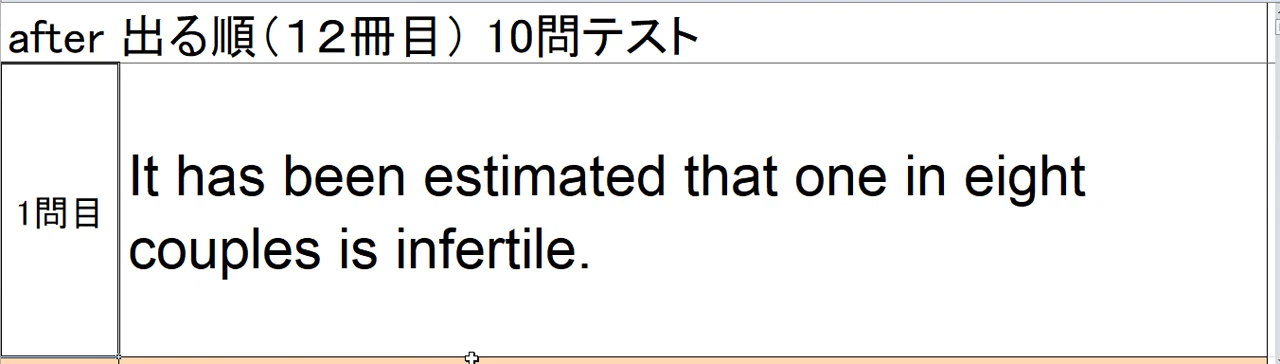 after 出る順（１２冊目） 10問テスト
1問目
It has been estimated that one in eight
couples is infertile.